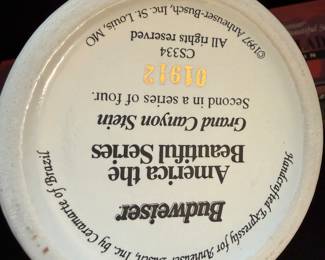 Budweiser
America the
Beautiful Series
Grand Canyon Stein
Second in a series of four.
01912
CS334
All rights reserved
©1997 Anheuser-Busch, Inc. St. Louis, MO
Handcrafted Expressly for Anheuser-Busch, Inc. by Ceramarte of Brazil